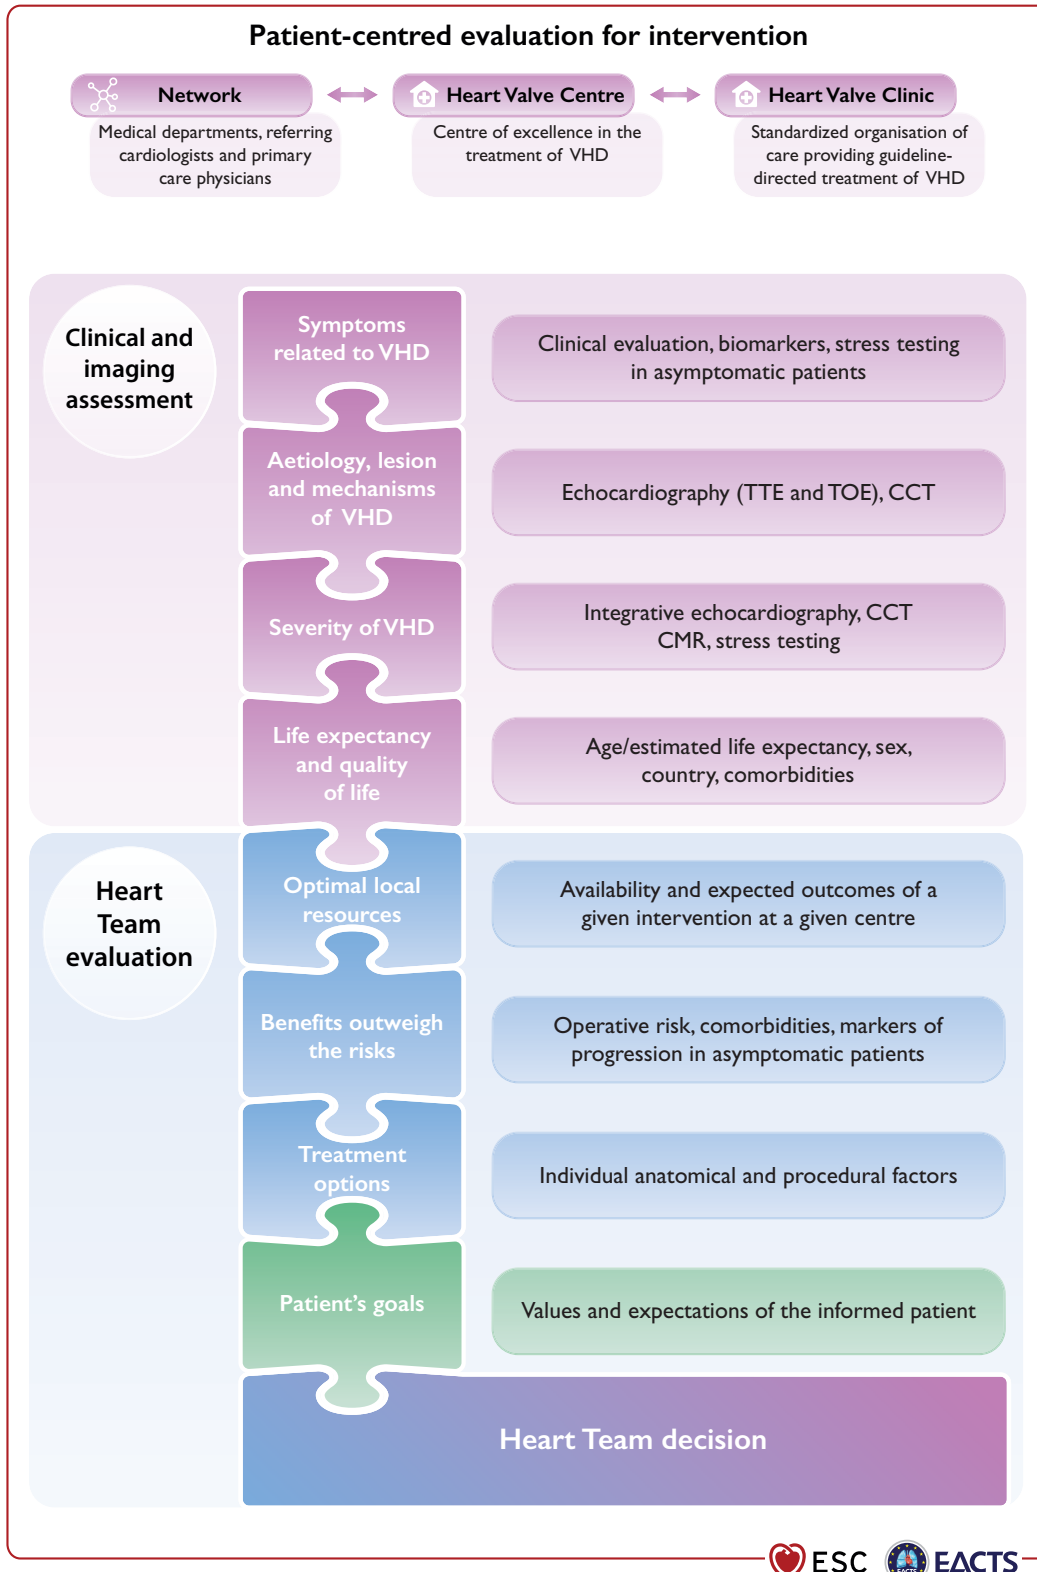 Patient-centred evaluation for intervention
Network
Heart Valve Centre
Heart Valve Clinic
Medical departments, referring
cardiologists and primary
care physicians
Centre of excellence in the
treatment of VHD
Standardized organisation of
care providing guideline-
directed treatment of VHD
Clinical and
imaging
assessment
Symptoms
related to VHD
Clinical evaluation, biomarkers, stress testing
in asymptomatic patients
Aetiology, lesion
and mechanisms
of VHD
Echocardiography (TTE and TOE), CCT
Severity of VHD
Integrative echocardiography, CCT
CMR, stress testing
Life expectancy
and quality
of life
Age/estimated life expectancy, sex,
country, comorbidities
Heart
Team
evaluation
Optimal local
resources
Availability and expected outcomes of a
given intervention at a given centre
Benefits outweigh
the risks
Operative risk, comorbidities, markers of
progression in asymptomatic patients
Treatment
options
Individual anatomical and procedural factors
Patient's goals
Values and expectations of the informed patient
Heart Team decision
ESC
EACTS
EACTS